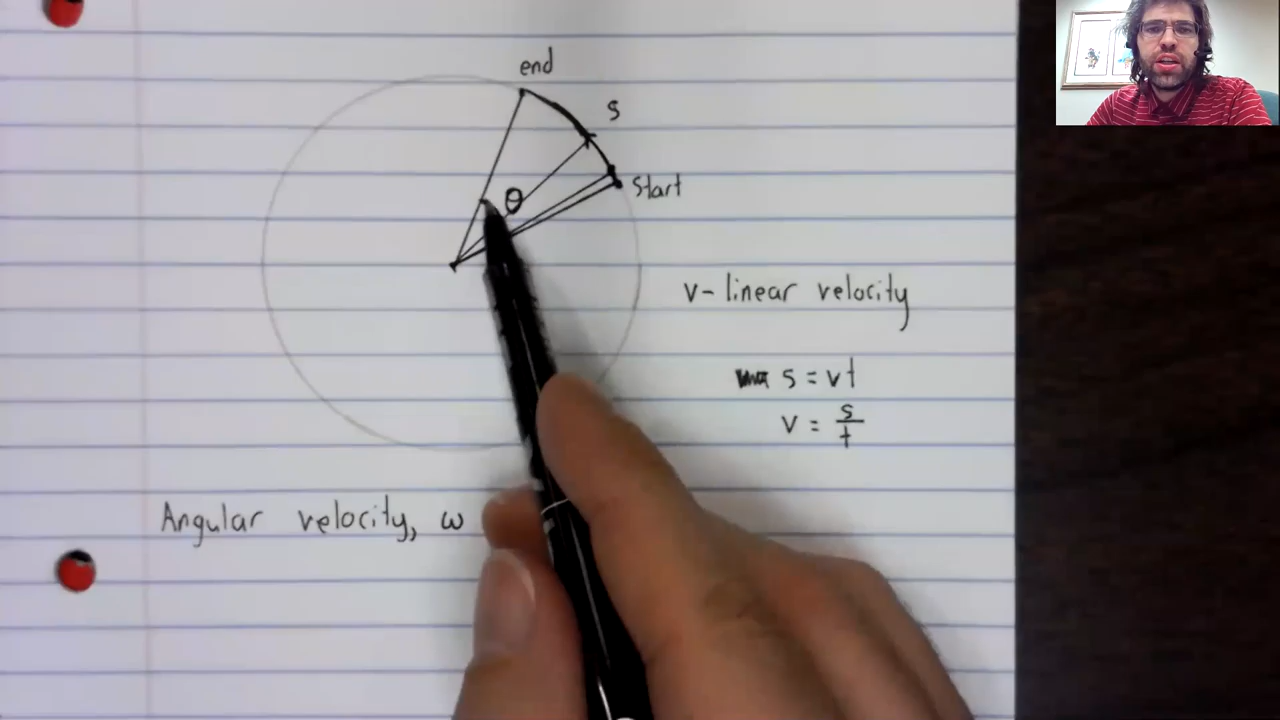 end
s
θ
Start
v - linear velocity
s = vt
v = s/t
Angular velocity, ω